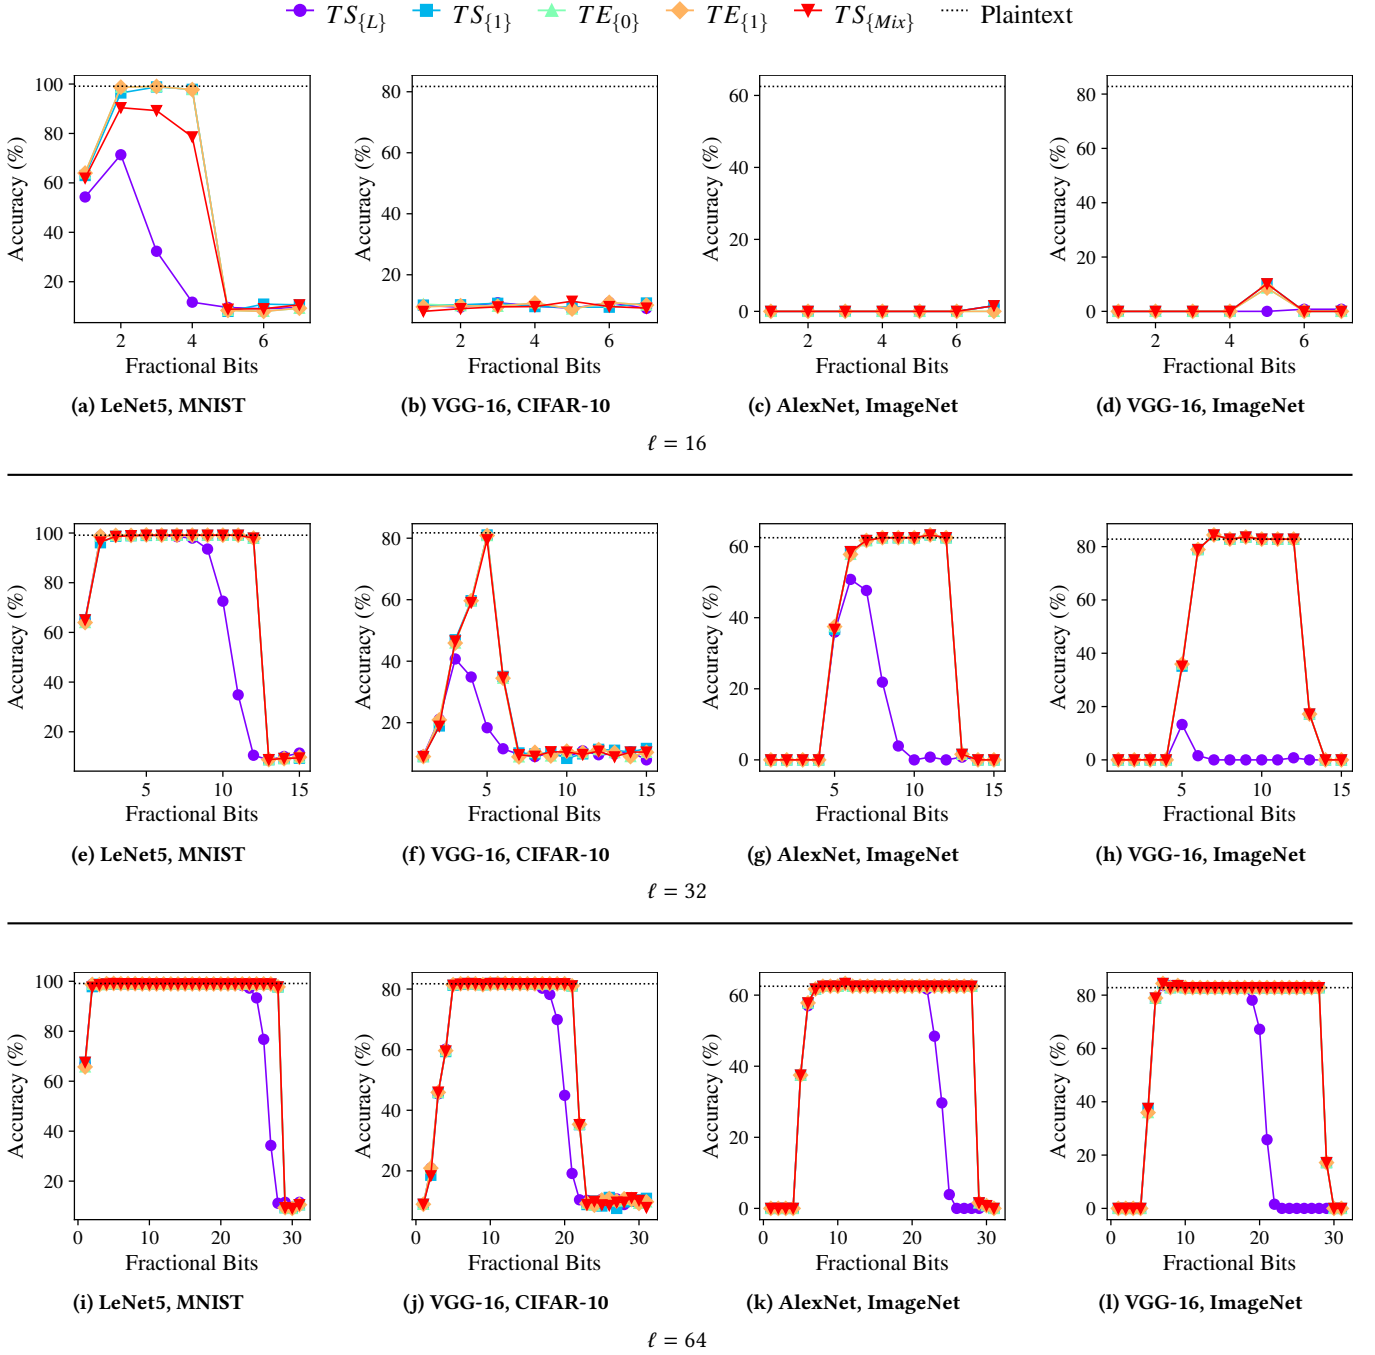 TS{L} TS{1} TE{0} TE{1} TS{Mix} Plaintext
100
80
60
40
20
Accuracy (%)
2 4 6
Fractional Bits
(a) LeNet5, MNIST
80
60
40
20
Accuracy (%)
2 4 6
Fractional Bits
(b) VGG-16, CIFAR-10
60
40
20
0
Accuracy (%)
2 4 6
Fractional Bits
(c) AlexNet, ImageNet
80
60
40
20
0
Accuracy (%)
2 4 6
Fractional Bits
(d) VGG-16, ImageNet
ℓ = 16
100
80
60
40
20
Accuracy (%)
5 10 15
Fractional Bits
(e) LeNet5, MNIST
80
60
40
20
Accuracy (%)
5 10 15
Fractional Bits
(f) VGG-16, CIFAR-10
60
40
20
0
Accuracy (%)
5 10 15
Fractional Bits
(g) AlexNet, ImageNet
80
60
40
20
0
Accuracy (%)
5 10 15
Fractional Bits
(h) VGG-16, ImageNet
ℓ = 32
100
80
60
40
20
Accuracy (%)
0 10 20 30
Fractional Bits
(i) LeNet5, MNIST
80
60
40
20
Accuracy (%)
0 10 20 30
Fractional Bits
(j) VGG-16, CIFAR-10
60
40
20
0
Accuracy (%)
0 10 20 30
Fractional Bits
(k) AlexNet, ImageNet
80
60
40
20
0
Accuracy (%)
0 10 20 30
Fractional Bits
(l) VGG-16, ImageNet
ℓ = 64